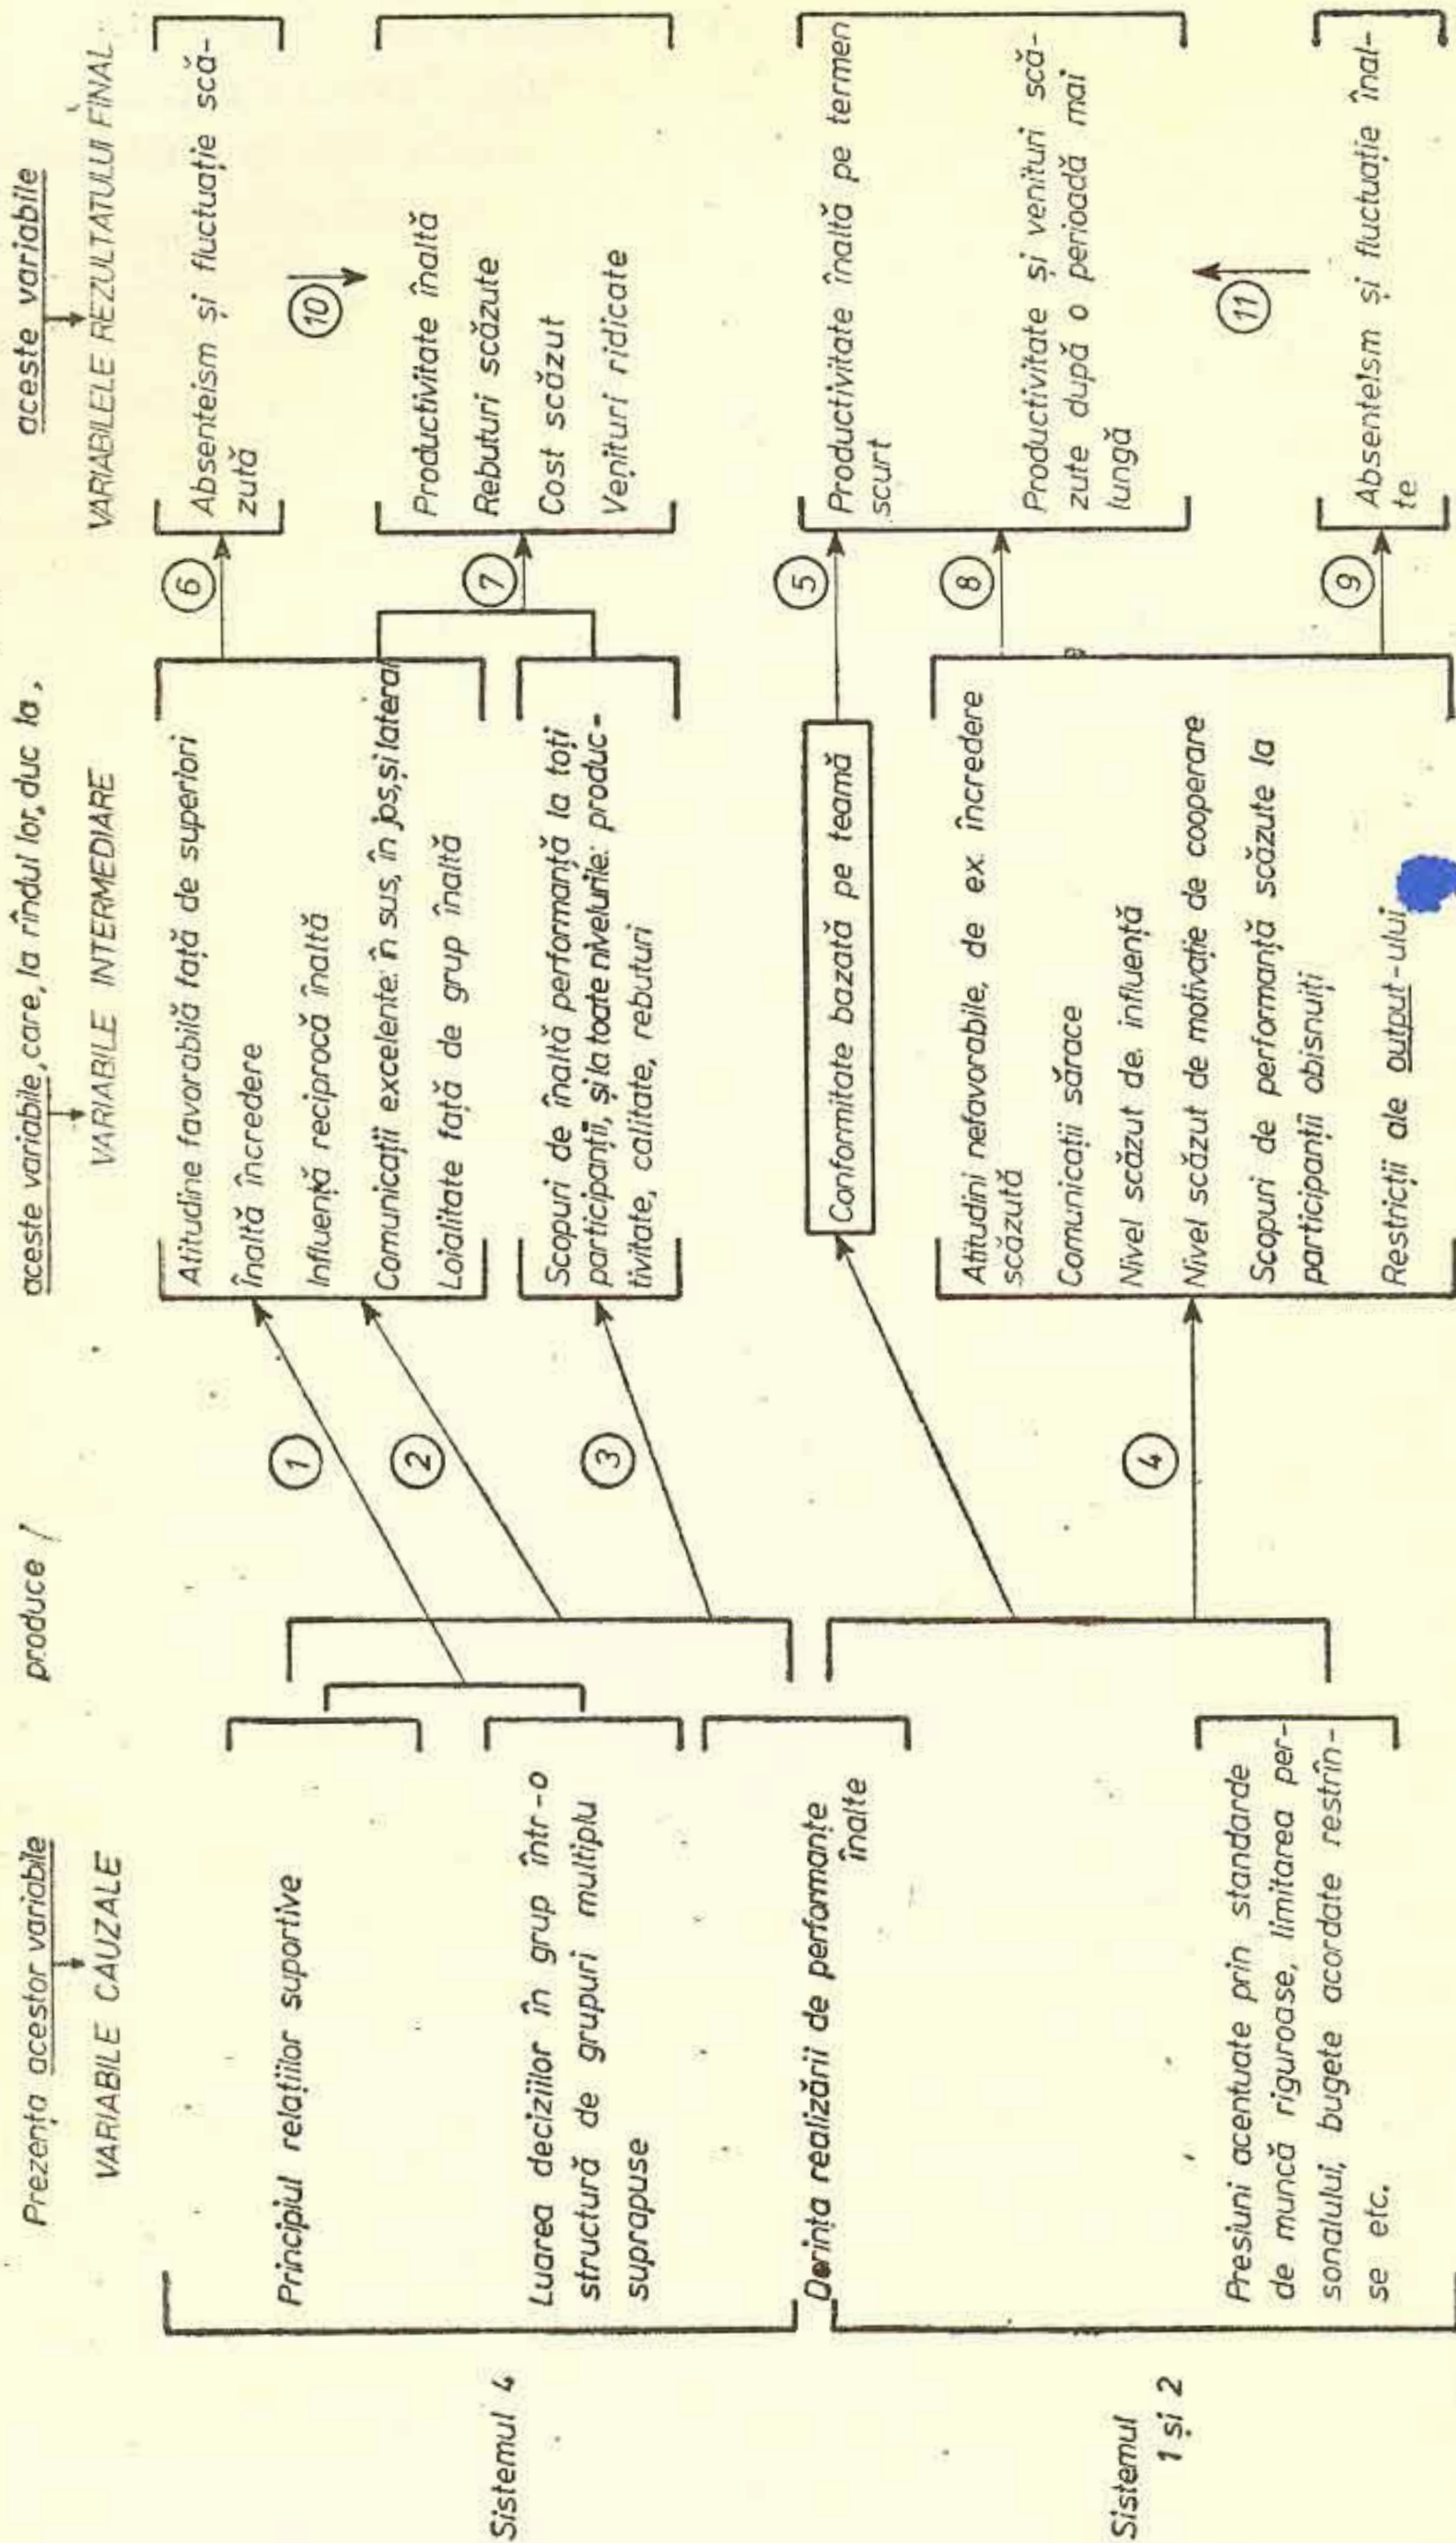 Prezența acestor variabile
produce
aceste variabile, care, la rîndul lor, duc la,
aceste variabile
VARIABILE CAUZALE
VARIABILE INTERMEDIARE
VARIABILELE REZULTATULUI FINAL
Sistemul 4
Principiul relațiilor suportive
Luarea deciziilor în grup într-o
structură de grupuri multiplu
suprapuse
Dorința realizării de performanțe
înalte
1
2
3
Atitudine favorabilă față de superiori
Înaltă încredere
Influență reciprocă înaltă
Comunicații excelente: în sus, în jos, și lateral
Loialitate față de grup înaltă
Scopuri de înaltă performanță la toți
participanții, și la toate nivelurile: produc-
tivitate, calitate, rebuturi
6
7
Absenteism și fluctuație scă-
zută
10
Productivitate înaltă
Rebuturi scăzute
Cost scăzut
Venituri ridicate
Sistemul
1 și 2
Presiuni acentuate prin standarde
de muncă riguroase, limitarea per-
sonalului, bugete acordate restrîn-
se etc.
4
Conformitate bazată pe teamă
Atitudini nefavorabile, de ex. încredere
scăzută
Comunicații sărace
Nivel scăzut de influență
Nivel scăzut de motivație de cooperare
Scopuri de performanță scăzute la
participanții obisnuiți
Restricții ale output-ului
5
8
9
Productivitate înaltă pe termen
scurt
Productivitate și venituri scă-
zute după o perioadă mai
lungă
11
Absenteism și fluctuație înal-
te